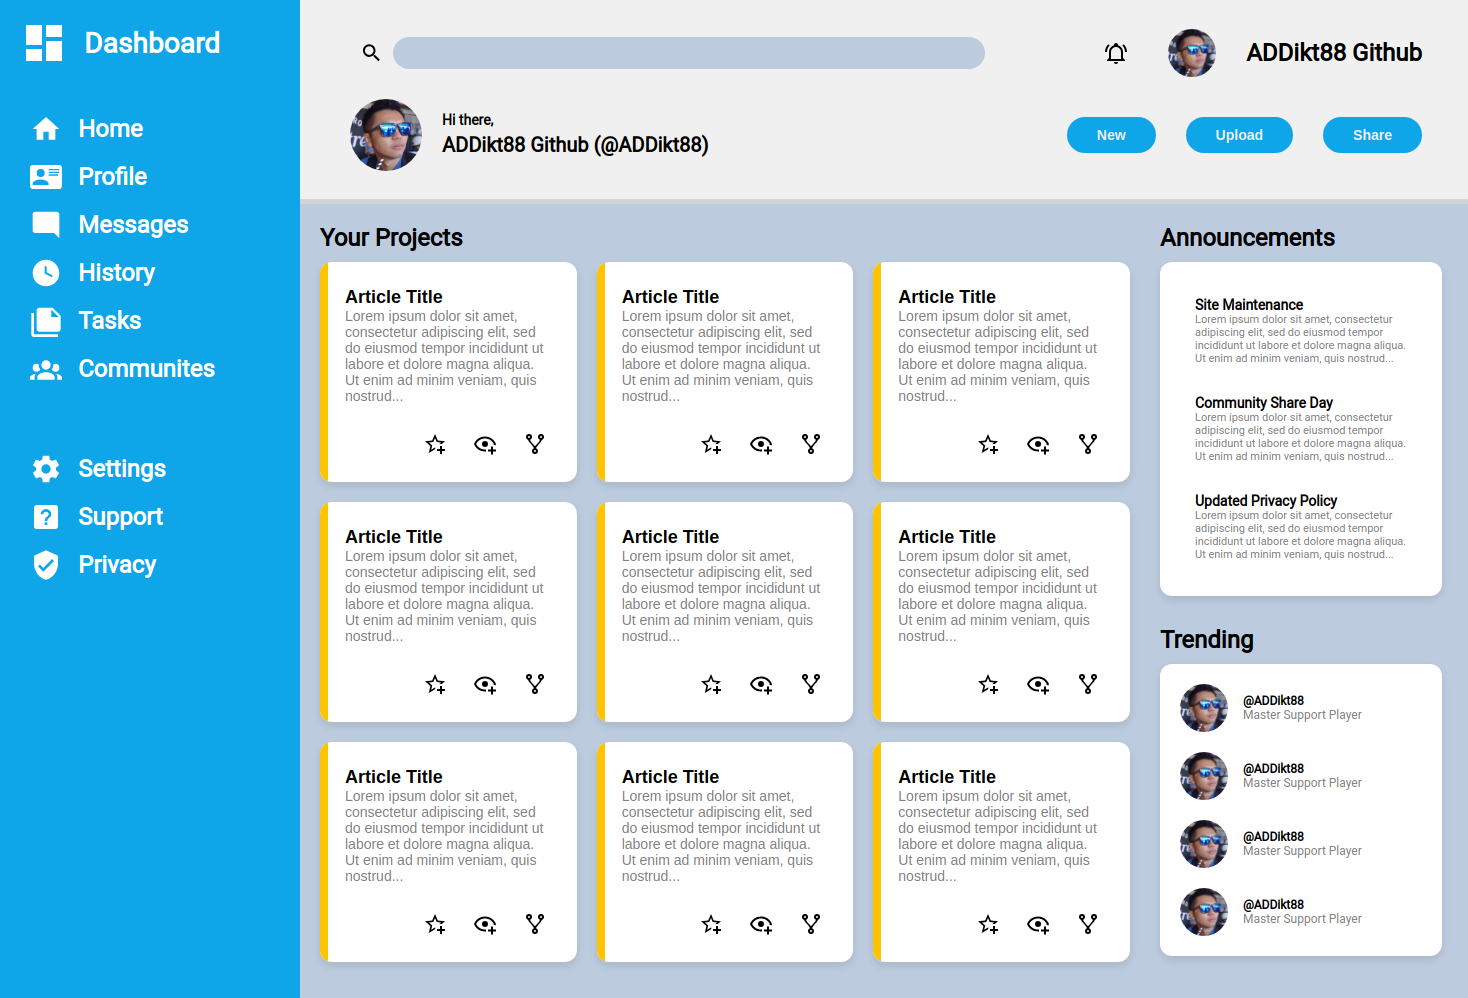 Dashboard
Home
Profile
Messages
History
Tasks
Communites
Settings
Support
Privacy
ADDikt88 Github
Hi there,
ADDikt88 Github (@ADDikt88)
New
Upload
Share
Your Projects
Article Title
Lorem ipsum dolor sit amet,
consectetur adipiscing elit, sed
do eiusmod tempor incididunt ut
labore et dolore magna aliqua.
Ut enim ad minim veniam, quis
nostrud...
Article Title
Lorem ipsum dolor sit amet,
consectetur adipiscing elit, sed
do eiusmod tempor incididunt ut
labore et dolore magna aliqua.
Ut enim ad minim veniam, quis
nostrud...
Article Title
Lorem ipsum dolor sit amet,
consectetur adipiscing elit, sed
do eiusmod tempor incididunt ut
labore et dolore magna aliqua.
Ut enim ad minim veniam, quis
nostrud...
Article Title
Lorem ipsum dolor sit amet,
consectetur adipiscing elit, sed
do eiusmod tempor incididunt ut
labore et dolore magna aliqua.
Ut enim ad minim veniam, quis
nostrud...
Article Title
Lorem ipsum dolor sit amet,
consectetur adipiscing elit, sed
do eiusmod tempor incididunt ut
labore et dolore magna aliqua.
Ut enim ad minim veniam, quis
nostrud...
Article Title
Lorem ipsum dolor sit amet,
consectetur adipiscing elit, sed
do eiusmod tempor incididunt ut
labore et dolore magna aliqua.
Ut enim ad minim veniam, quis
nostrud...
Article Title
Lorem ipsum dolor sit amet,
consectetur adipiscing elit, sed
do eiusmod tempor incididunt ut
labore et dolore magna aliqua.
Ut enim ad minim veniam, quis
nostrud...
Article Title
Lorem ipsum dolor sit amet,
consectetur adipiscing elit, sed
do eiusmod tempor incididunt ut
labore et dolore magna aliqua.
Ut enim ad minim veniam, quis
nostrud...
Article Title
Lorem ipsum dolor sit amet,
consectetur adipiscing elit, sed
do eiusmod tempor incididunt ut
labore et dolore magna aliqua.
Ut enim ad minim veniam, quis
nostrud...
Announcements
Site Maintenance
Lorem ipsum dolor sit amet, consectetur
adipiscing elit, sed do eiusmod tempor
incididunt ut labore et dolore magna aliqua.
Ut enim ad minim veniam, quis nostrud...
Community Share Day
Lorem ipsum dolor sit amet, consectetur
adipiscing elit, sed do eiusmod tempor
incididunt ut labore et dolore magna aliqua.
Ut enim ad minim veniam, quis nostrud...
Updated Privacy Policy
Lorem ipsum dolor sit amet, consectetur
adipiscing elit, sed do eiusmod tempor
incididunt ut labore et dolore magna aliqua.
Ut enim ad minim veniam, quis nostrud...
Trending
@ADDikt88
Master Support Player
@ADDikt88
Master Support Player
@ADDikt88
Master Support Player
@ADDikt88
Master Support Player